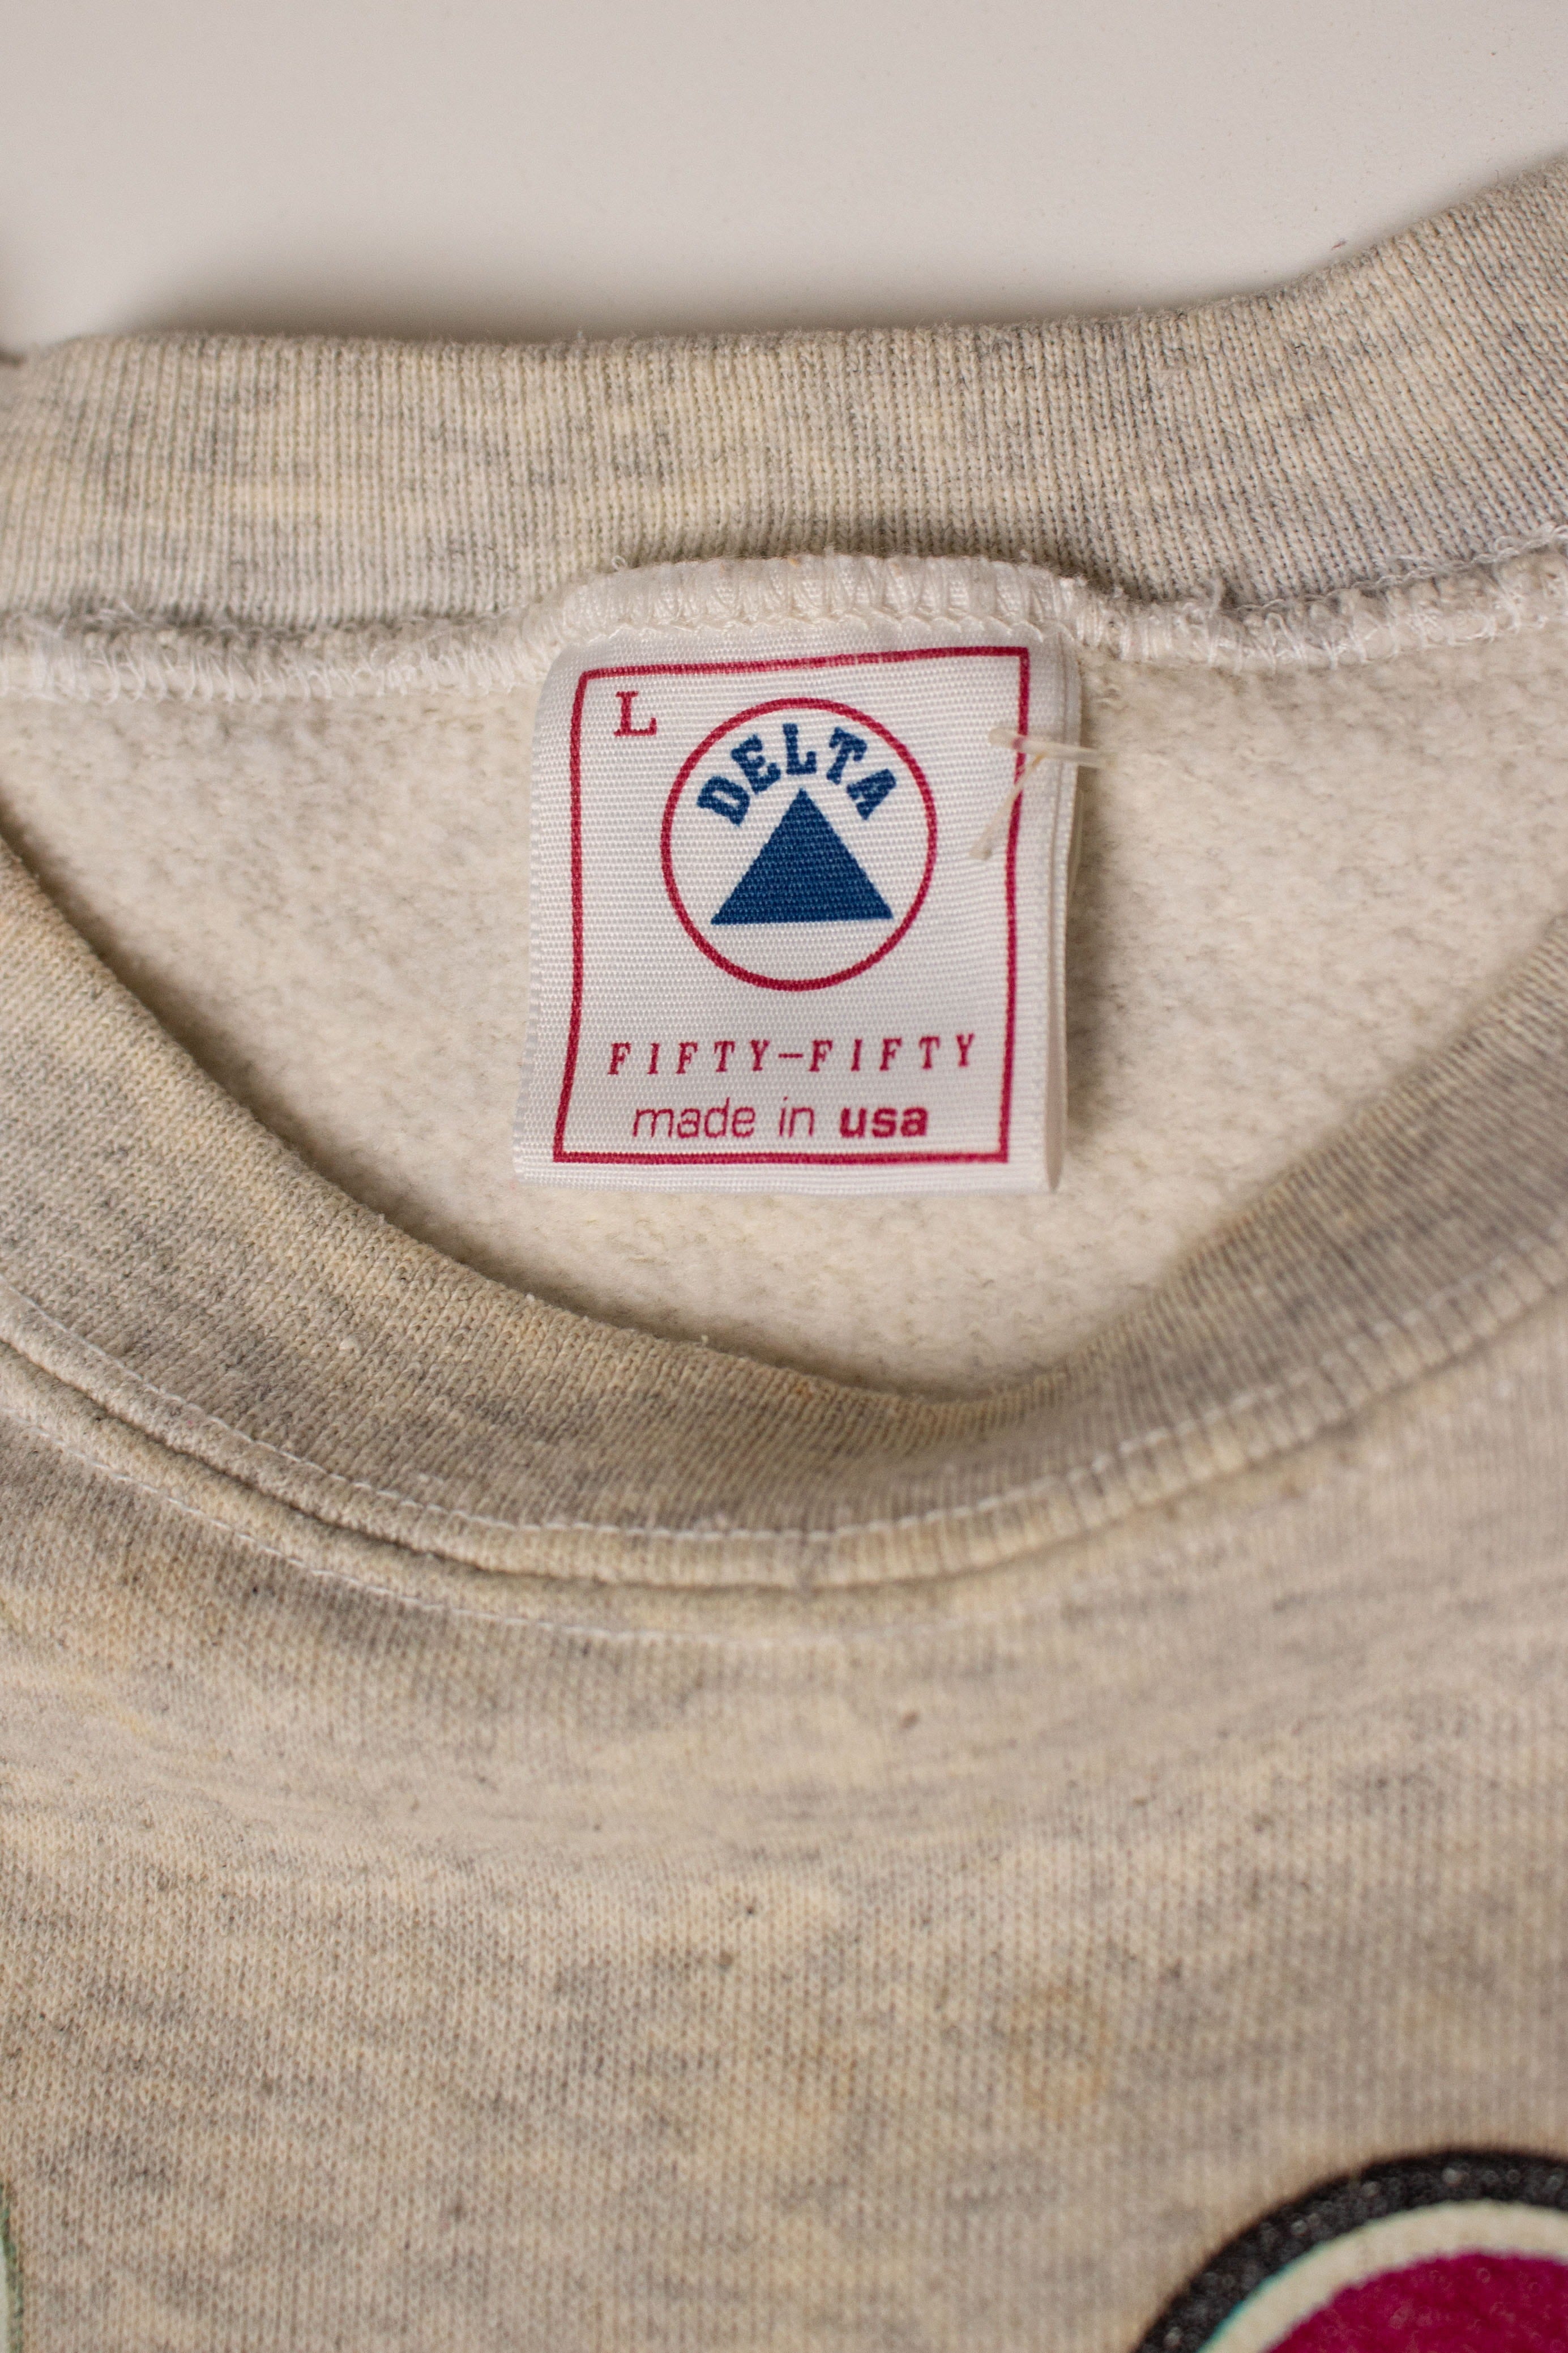 L
DELTA
FIFTY-FIFTY
made in usa